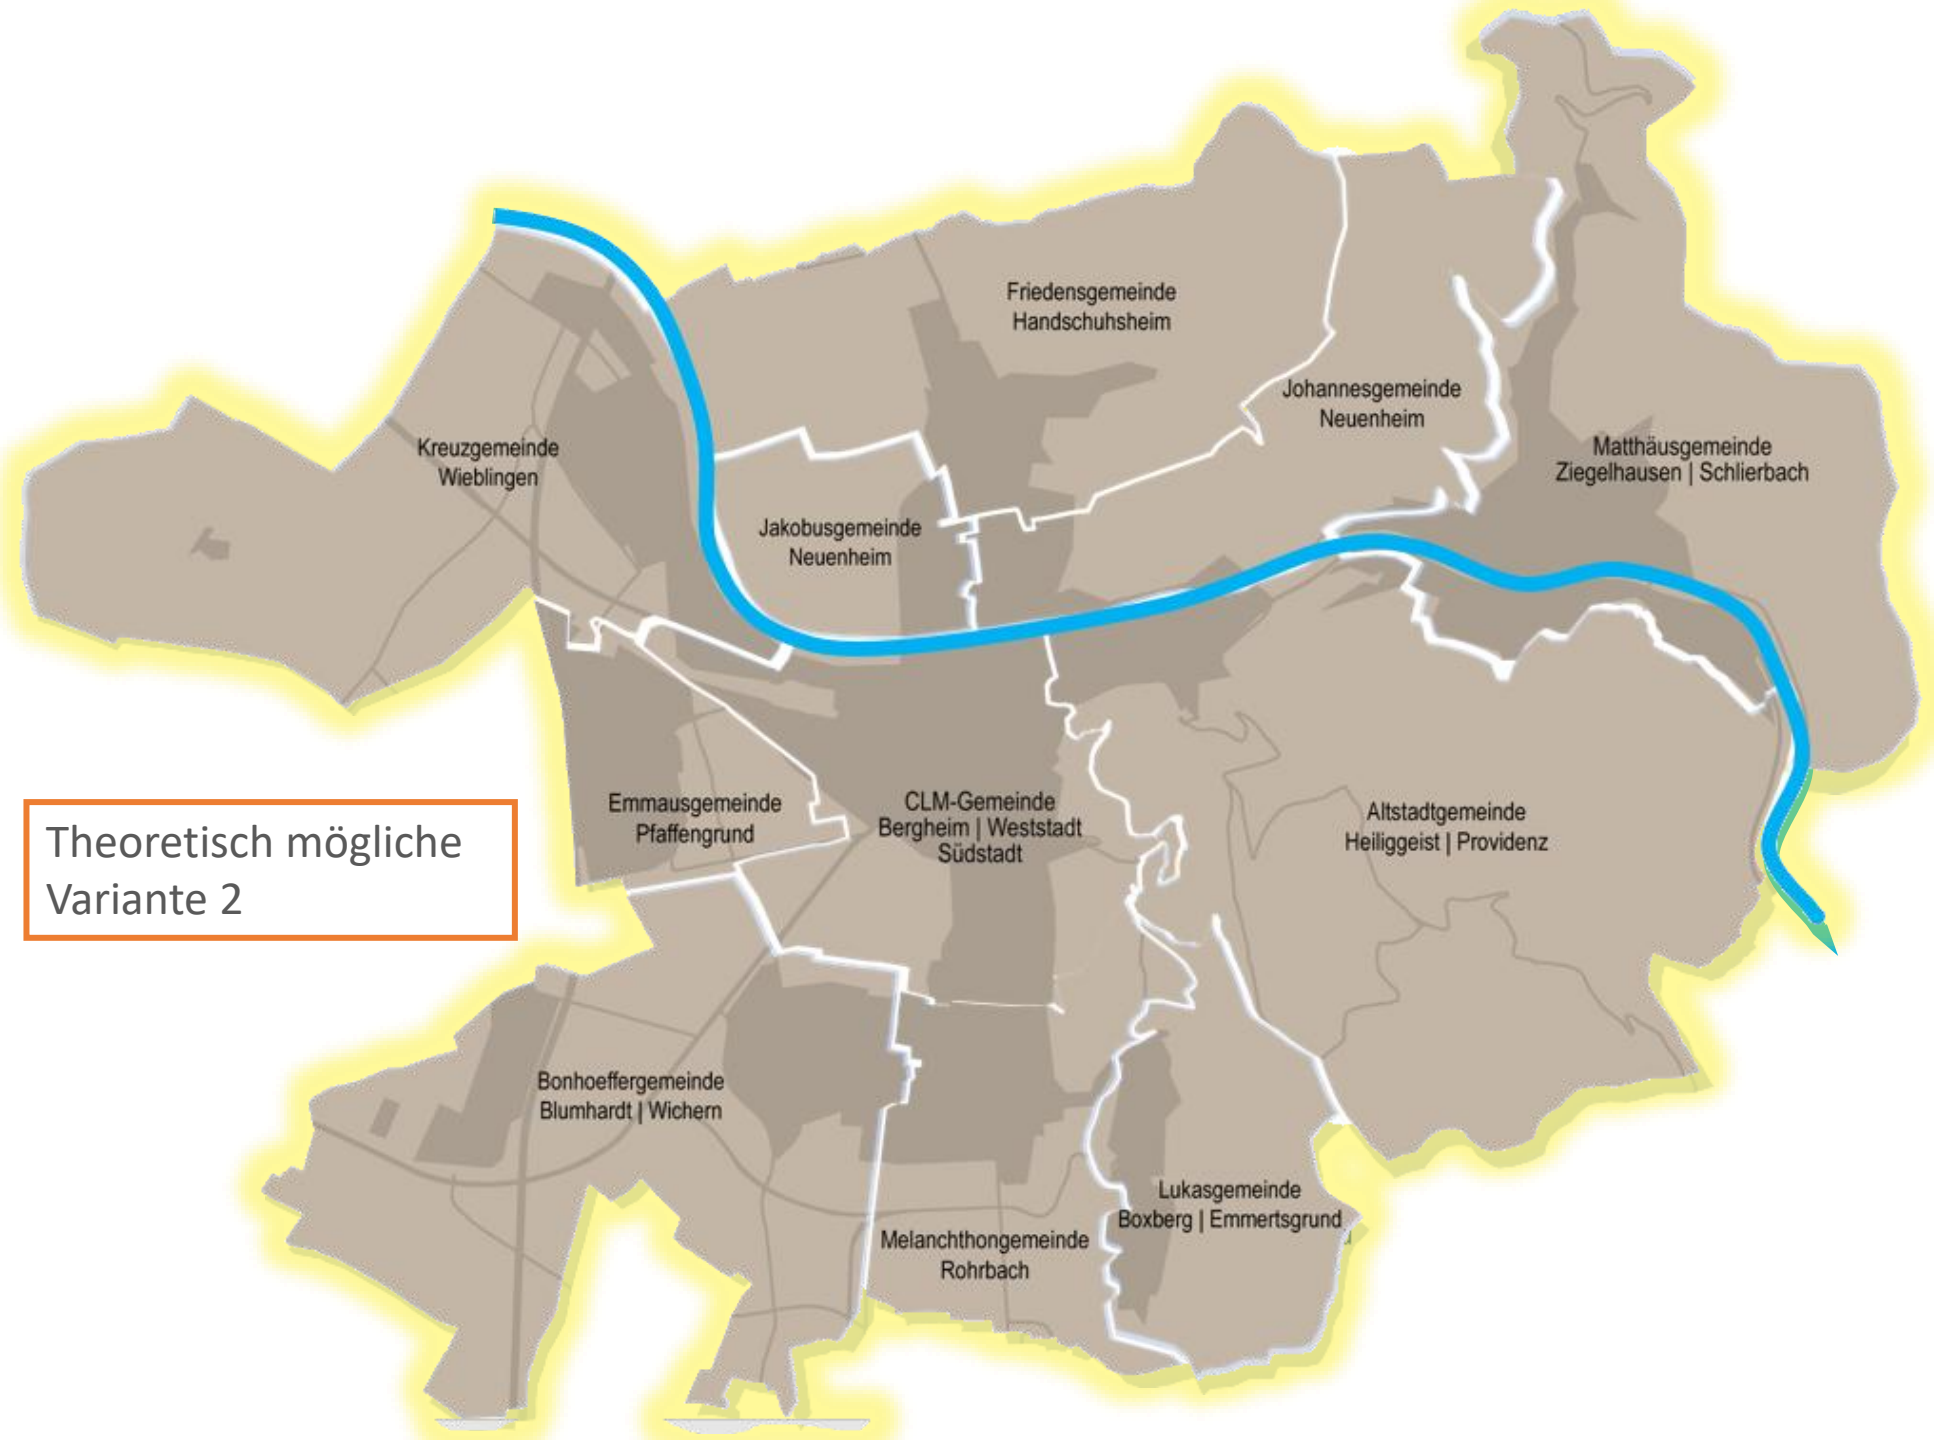 Friedensgemeinde
Handschuhsheim
Johannesgemeinde
Neuenheim
Kreuzgemeinde
Wieblingen
Matthäusgemeinde
Ziegelhausen | Schlierbach
Jakobusgemeinde
Neuenheim
Emmausgemeinde
Pfaffengrund
CLM-Gemeinde
Bergheim | Weststadt
Südstadt
Altstadtgemeinde
Heiliggeist | Providenz
Theoretisch mögliche
Variante 2
Bonhoeffergemeinde
Blumhardt | Wichern
Lukasgemeinde
Boxberg | Emmertsgrund
Melanchthongemeinde
Rohrbach